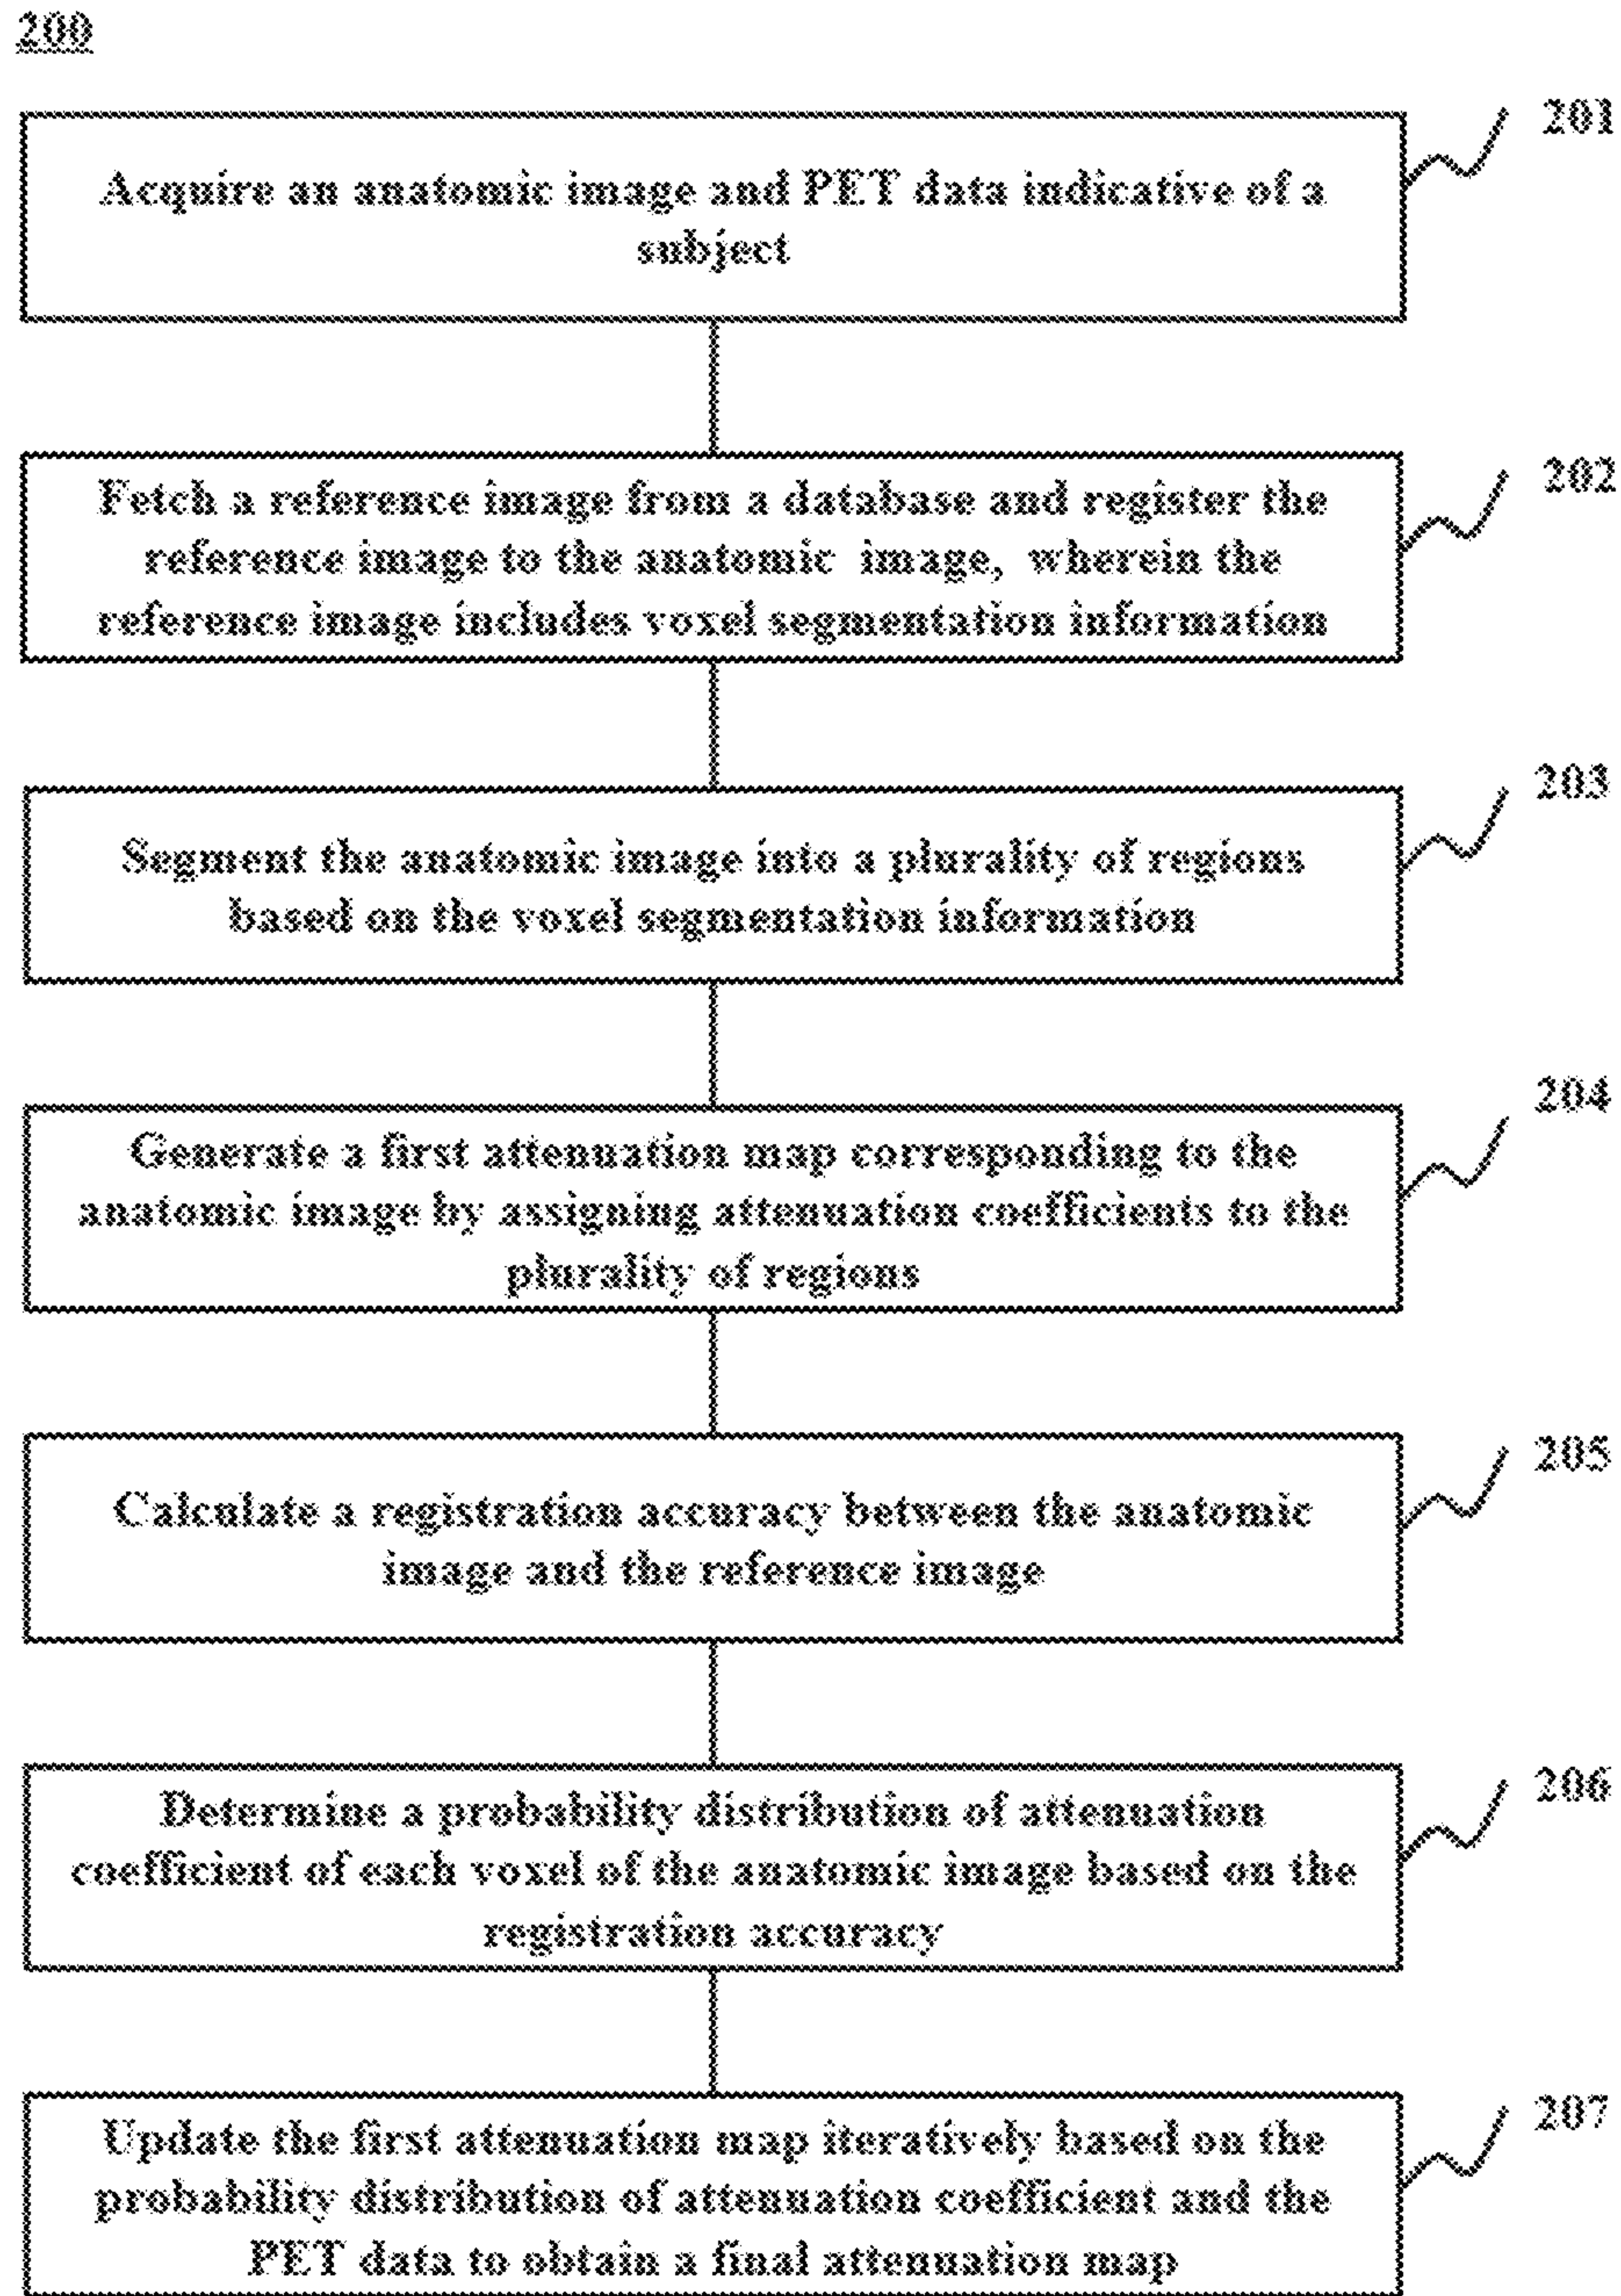 200
201
Acquire an anatomic image and PET data indicative of a
subject
202
Fetch a reference image from a database and register the
reference image to the anatomic image, wherein the
reference image includes voxel segmentation information
203
Segment the anatomic image into a plurality of regions
based on the voxel segmentation information
204
Generate a first attenuation map corresponding to the
anatomic image by assigning attenuation coefficients to the
plurality of regions
205
Calculate a registration accuracy between the anatomic
image and the reference image
206
Determine a probability distribution of attenuation
coefficient of each voxel of the anatomic image based on the
registration accuracy
207
Update the first attenuation map iteratively based on the
probability distribution of attenuation coefficient and the
PET data to obtain a final attenuation map